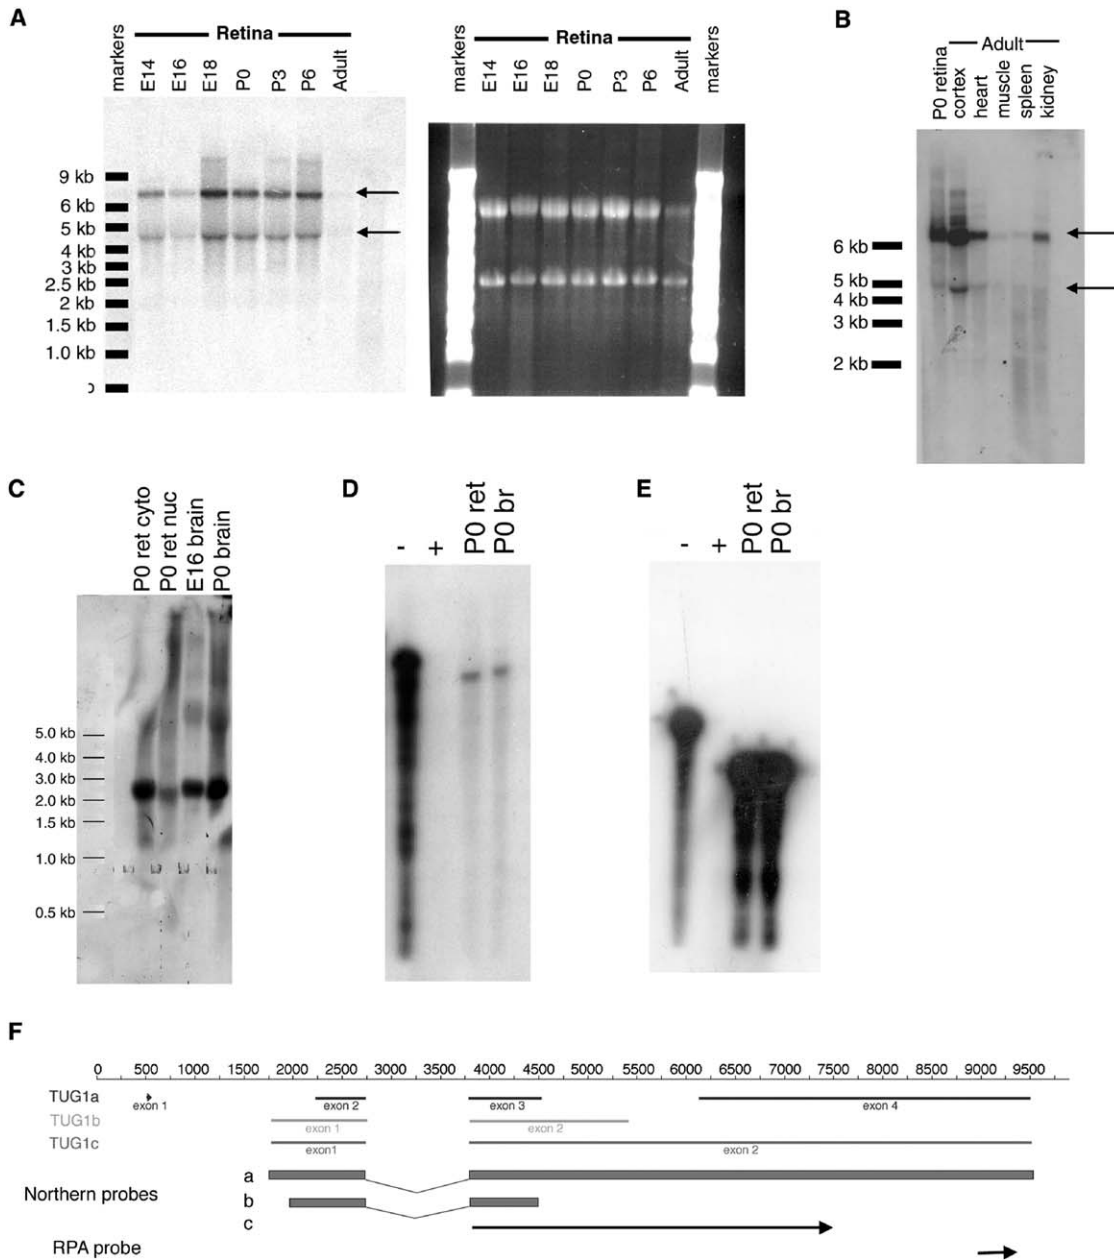 A
Retina
markers
E14
E16
E18
P0
P3
P6
Adult
9 kb
6 kb
5 kb
4 kb
3 kb
2.5 kb
2 kb
1.5 kb
1.0 kb
Retina
markers
E14
E16
E18
P0
P3
P6
Adult
markers
B
Adult
P0 retina
cortex
heart
muscle
spleen
kidney
6 kb
5 kb
4 kb
3 kb
2 kb
C
P0 ret cyto
P0 ret nuc
E16 brain
P0 brain
5.0 kb
4.0 kb
3.0 kb
2.0 kb
1.5 kb
1.0 kb
0.5 kb
D
-
+
P0 ret
P0 br
E
-
+
P0 ret
P0 br
F
0 500 1000 1500 2000 2500 3000 3500 4000 4500 5000 5500 6000 6500 7000 7500 8000 8500 9000 9500
TUG1a
exon 1 exon 2 exon 3 exon 4
TUG1b
exon 1 exon 2
TUG1c
exon1 exon 2
Northern probes
a
b
c
RPA probe